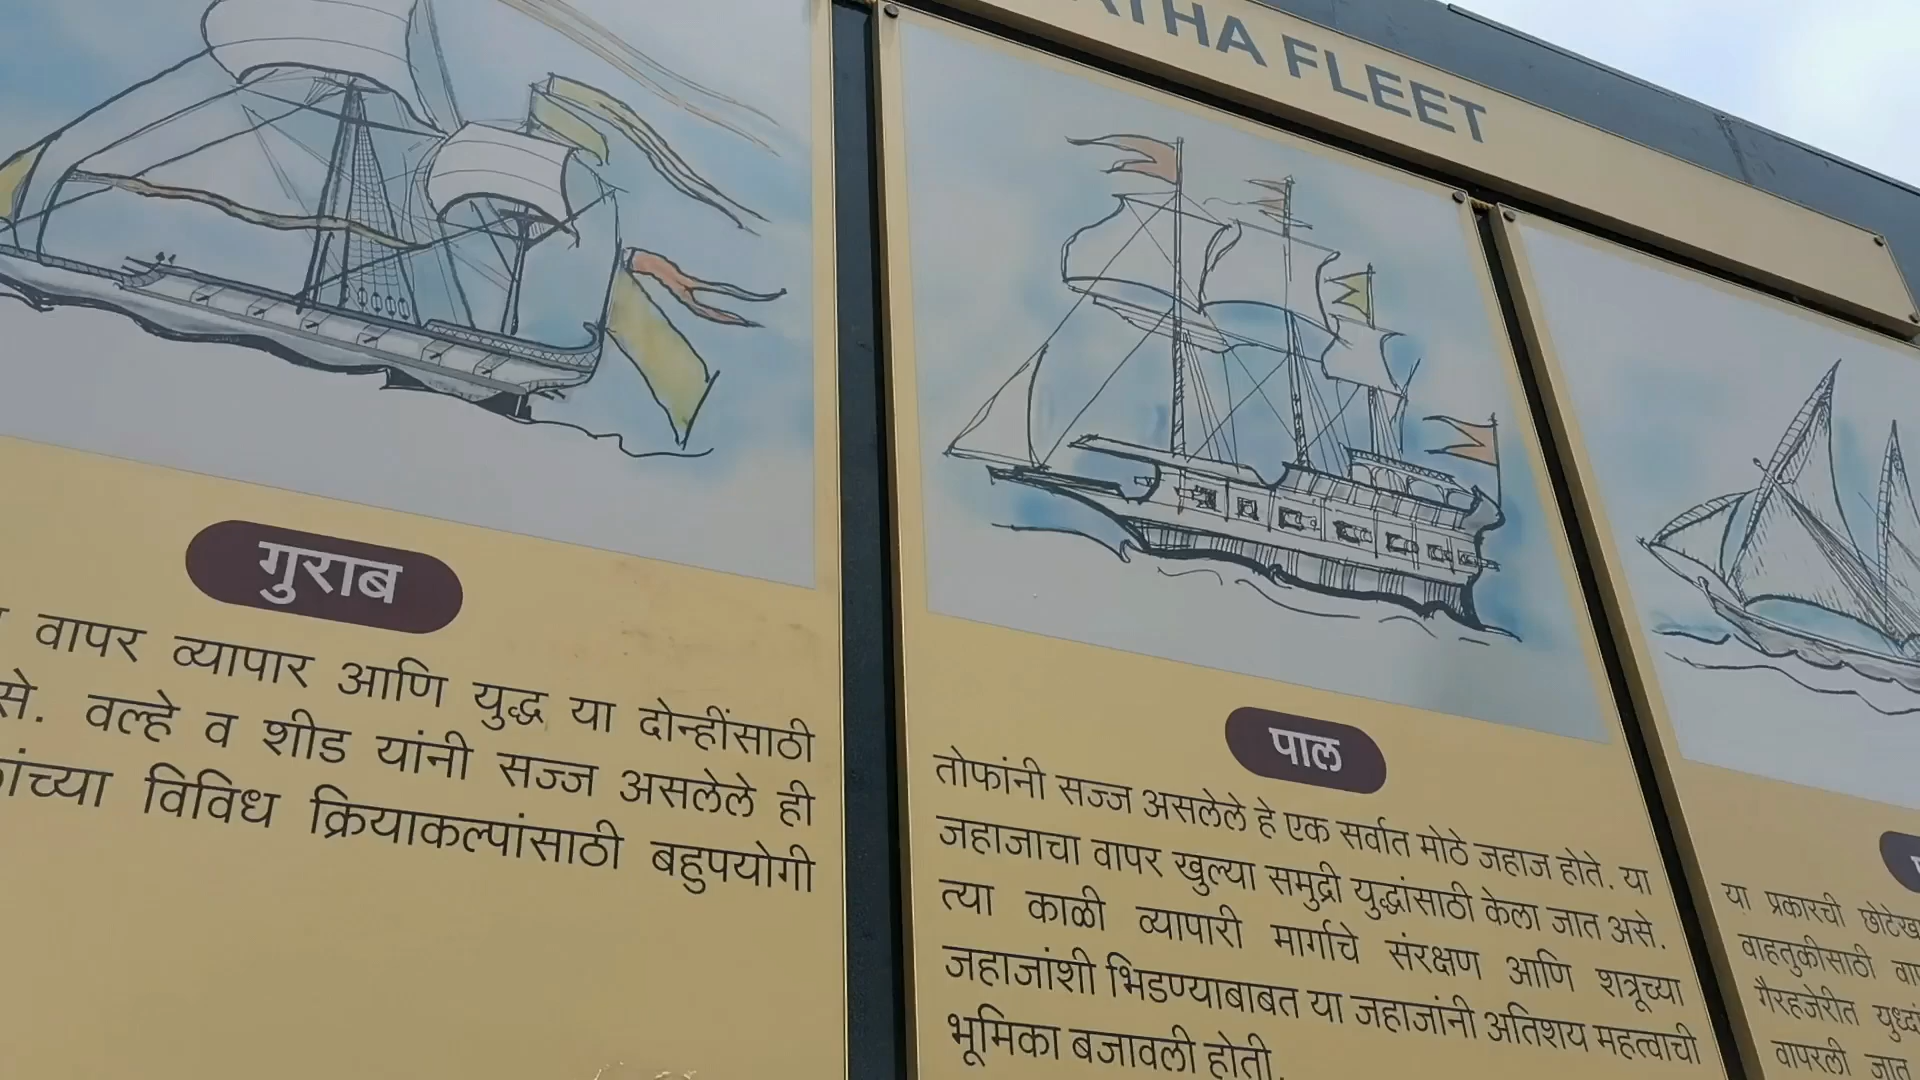 FLEET
गुराब
वापर व्यापार आणि युद्ध या दोन्हींसाठी
वल्हे व शीड यांनी सज्ज असलेले ही
विविध क्रियाकल्पांसाठी बहुपयोगी
पाल
तोफांनी सज्ज असलेले हे एक सर्वात मोठे जहाज होते. या
जहाजाचा वापर खुल्या समुद्री युद्धांसाठी केला जात असे.
त्या काळी व्यापारी मार्गाचे संरक्षण आणि शत्रूच्या
जहाजांशी भिडण्याबाबत या जहाजांनी अतिशय महत्वाची
भूमिका बजावली होती.
या प्रकारची
वाहतुकीसाठी
गैरहजेरीत
वापरली जात